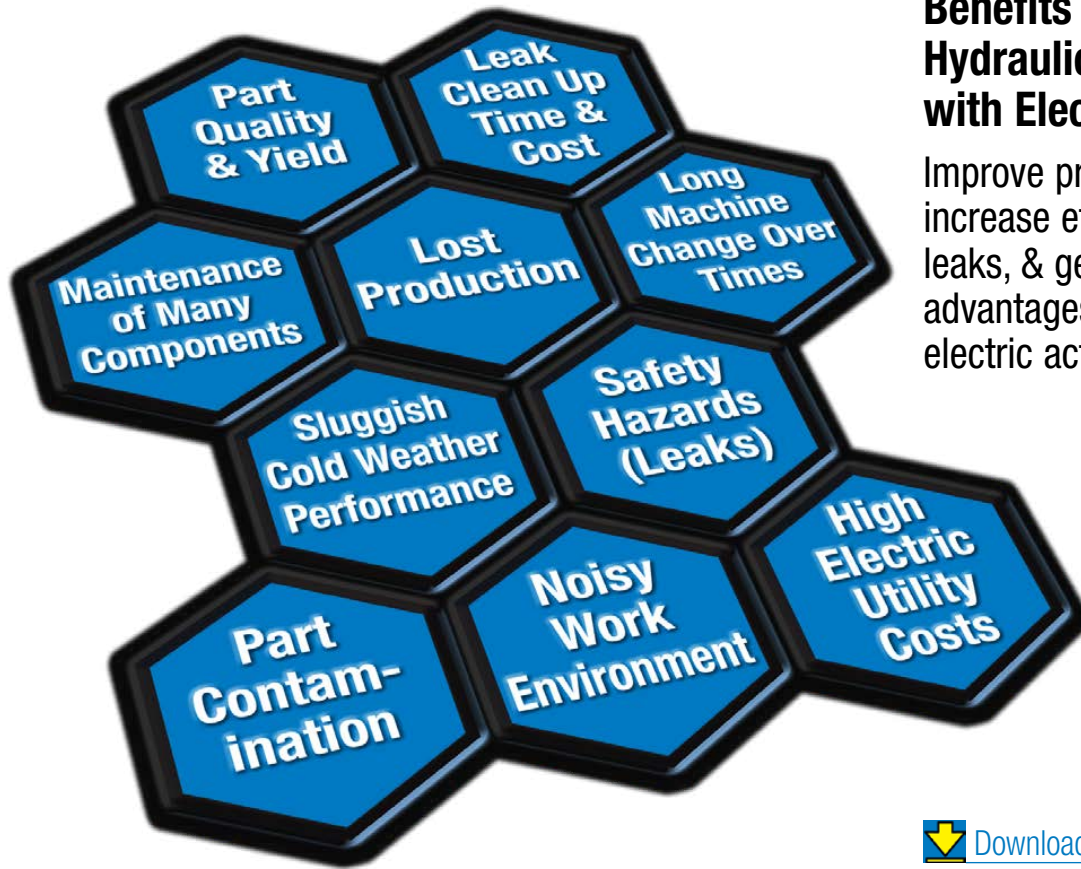 Part
Quality
& Yield
Leak
Clean Up
Time &
Cost
Maintenance
of Many
Components
Lost
Production
Long
Machine
Change Over
Times
Sluggish
Cold Weather
Performance
Safety
Hazards
(Leaks)
Part
Contam-
ination
Noisy
Work
Environment
High
Electric
Utility
Costs
Benefits
Hydraulic
with Elec
Improve pr
increase ef
leaks, & ge
advantages
electric act
Download